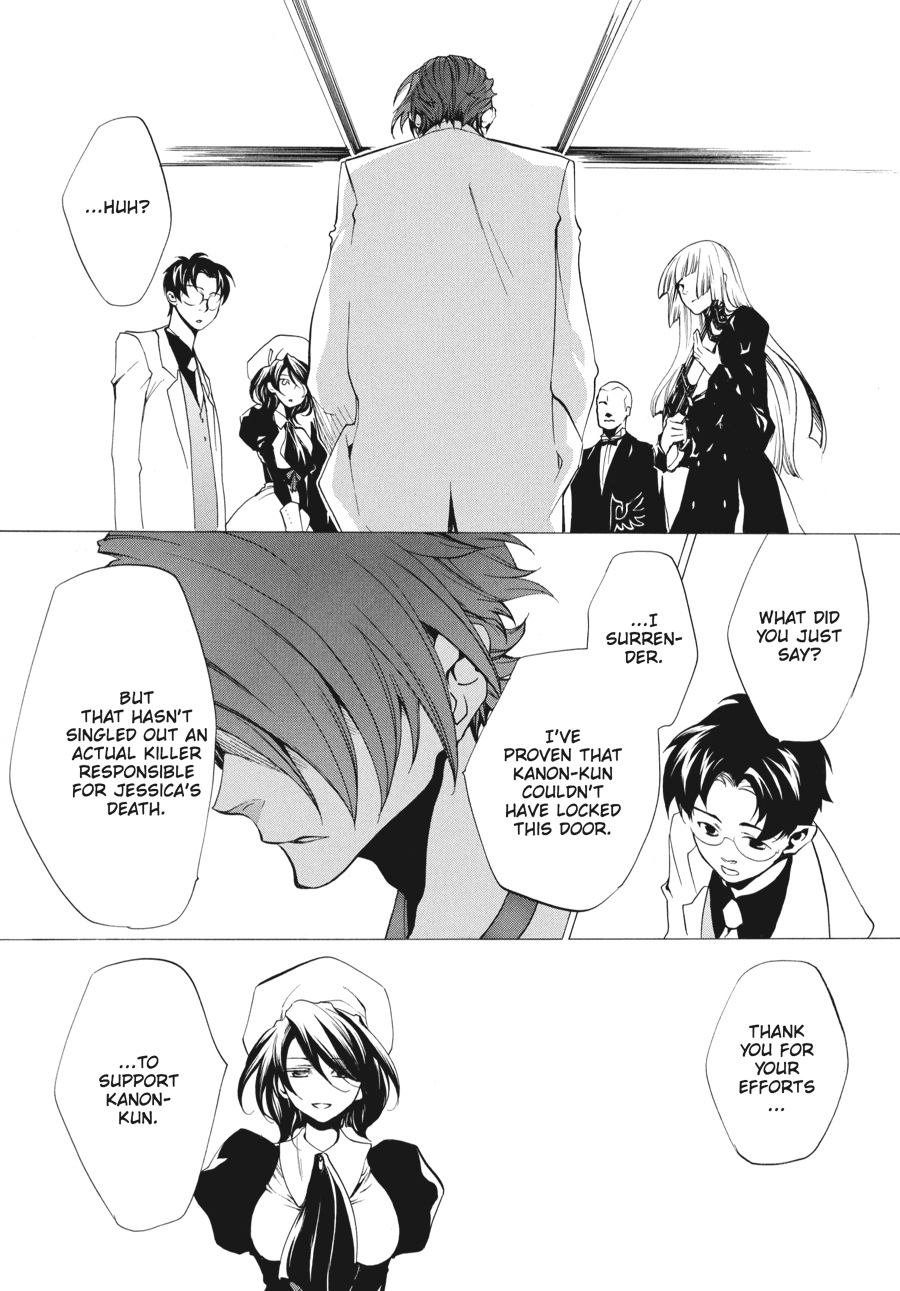 ...HUH?
WHAT DID
YOU JUST
SAY?
...I
SURREN-
DER.
I'VE
PROVEN THAT
KANON-KUN
COULDN'T
HAVE LOCKED
THIS DOOR.
BUT
THAT HASN'T
SINGLED OUT AN
ACTUAL KILLER
RESPONSIBLE
FOR JESSICA'S
DEATH.
THANK
YOU FOR
YOUR
EFFORTS
...
...TO
SUPPORT
KANON-
KUN.